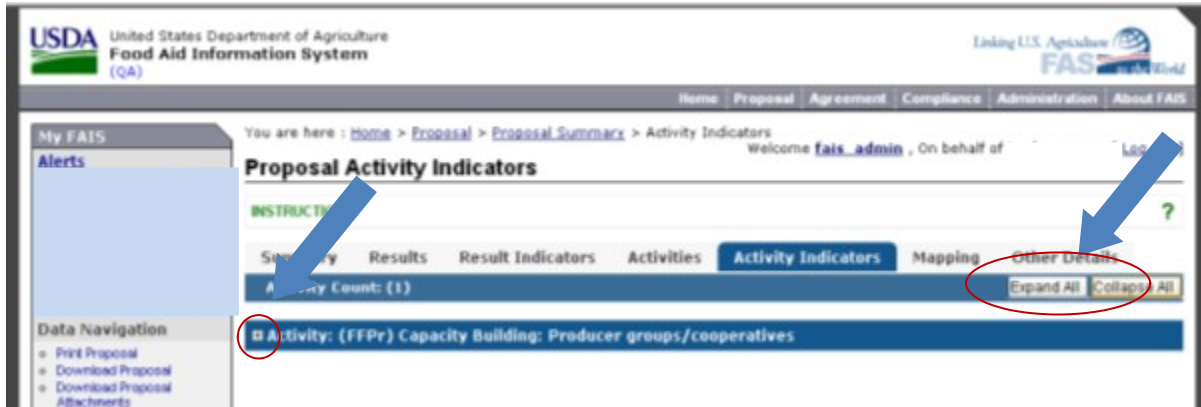 USDA United States Department of Agriculture
Food Aid Information System
(QA)
Linking U.S. Agriculture
FAS to the World
Home Proposal Agreement Compliance Administration About FAIS
My FAIS
Alerts
You are here : Home > Proposal > Proposal Summary > Activity Indicators
Welcome fais_admin , On behalf of
Proposal Activity Indicators
?
Results Result Indicators Activities Activity Indicators Mapping Other Details
Count: (1)
Expand All Collapse All
Activity: (FFPr) Capacity Building: Producer groups/cooperatives
Data Navigation
Print Proposal
Download Proposal
Download Proposal
Attachments